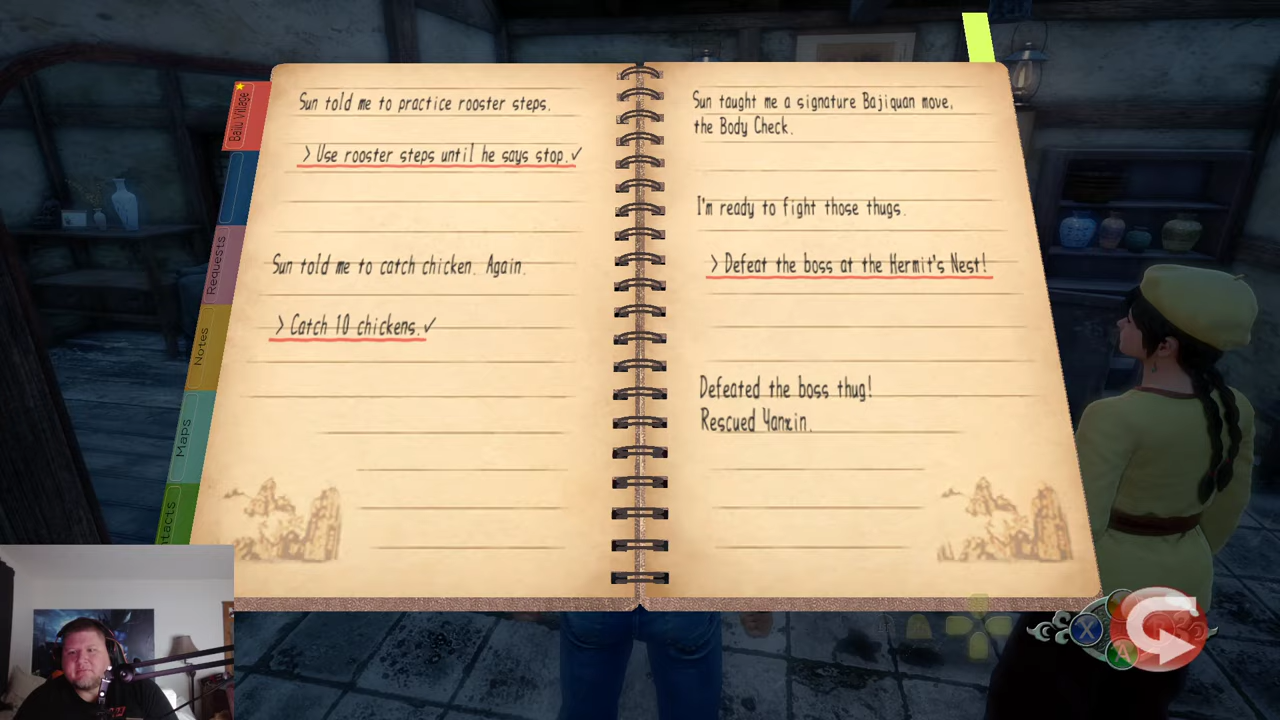 Bailu Village
Requests
Notes
Maps
ntacts
Sun told me to practice rooster steps.
> Use rooster steps until he says stop.✓
Sun told me to catch chicken. Again.
> Catch 10 chickens.✓
Sun taught me a signature Bajiquan move,
the Body Check.
I'm ready to fight those thugs.
> Defeat the boss at the Hermit's Nest!
Defeated the boss thug!
Rescued Yanxin.
X
A